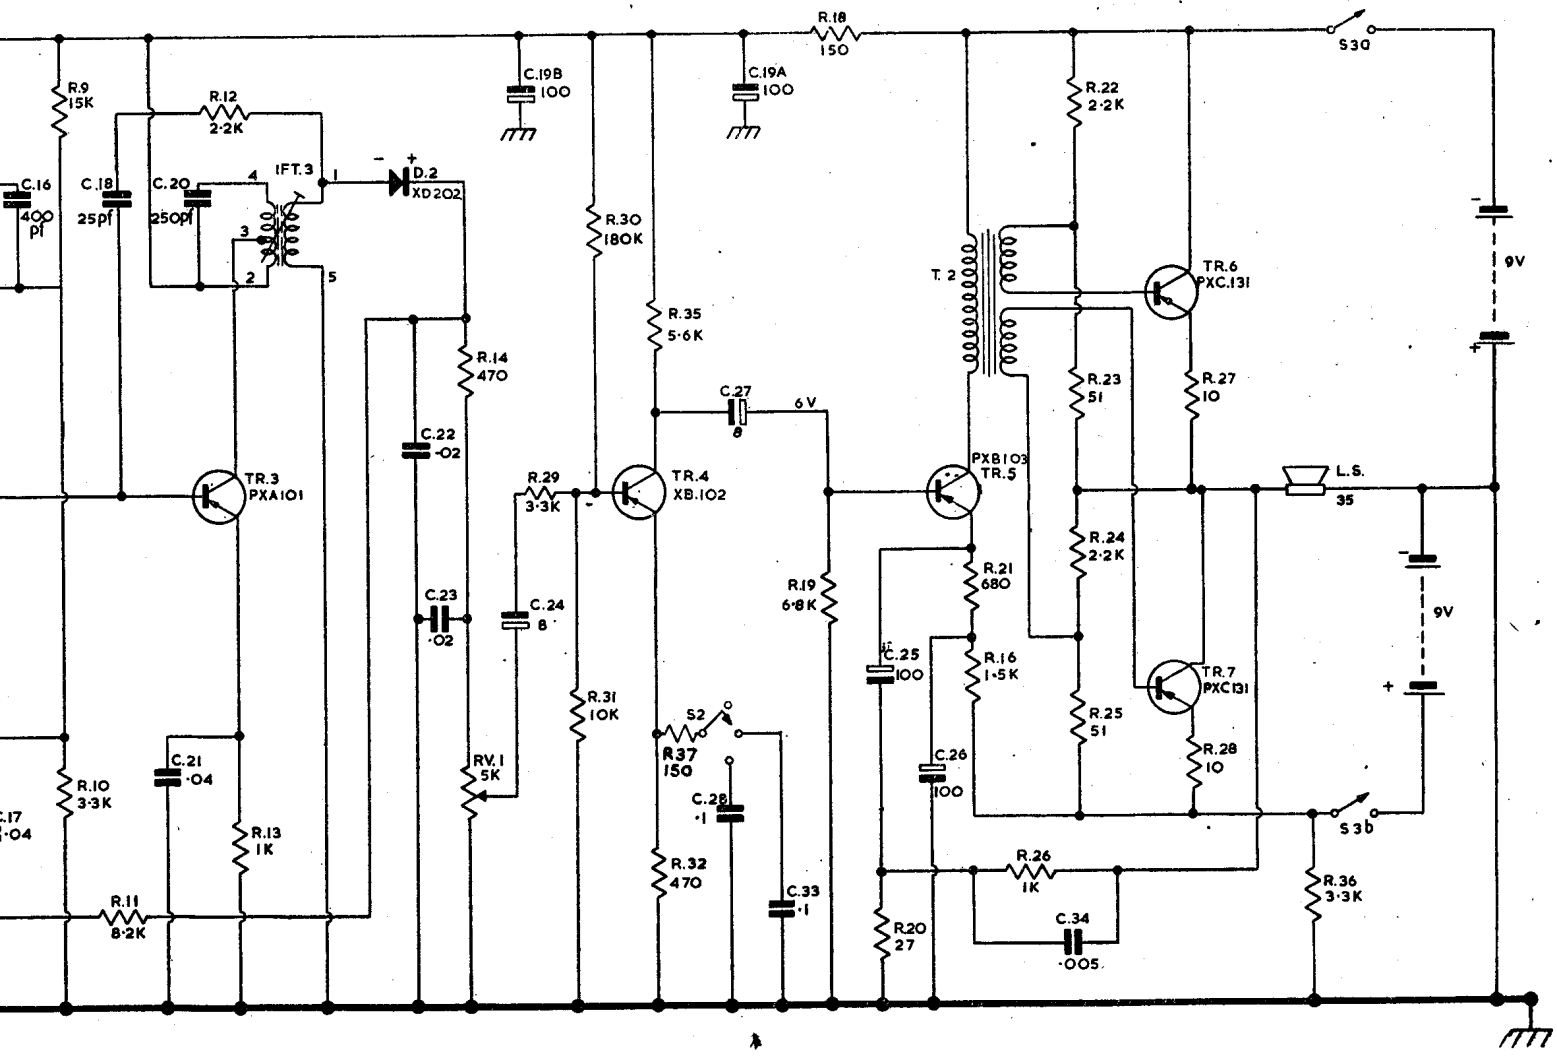 R.18
150
S3a
R.9
15K
R.12
2.2K
C.19B
100
C.19A
100
R.22
2.2K
C.16
400
pf
C.18
25pf
C.20
250pf
4
IFT.3
1
- +
D.2
XD202
3
2
5
R.30
180K
T.2
TR.6
PXC.131
-
9V
+
R.35
5.6K
R.14
470
R.23
51
R.27
10
C.27
8
6V
C.22
.02
TR.3
PXA101
R.29
3.3K
TR.4
XB.102
PXB103
TR.5
L.S.
35
R.24
2.2K
-
9V
+
R.21
680
R.19
6.8K
C.23
.02
C.24
8
C.25
100
R.16
1.5K
TR.7
PXC131
R.31
10K
S2
R.37
150
R.25
51
R.28
10
C.21
.04
RV.1
5K
C.26
100
R.10
3.3K
C.28
.1
S3b
C.17
.04
R.13
1K
R.32
470
C.33
.1
R.26
1K
R.36
3.3K
R.11
8.2K
R.20
27
C.34
.005